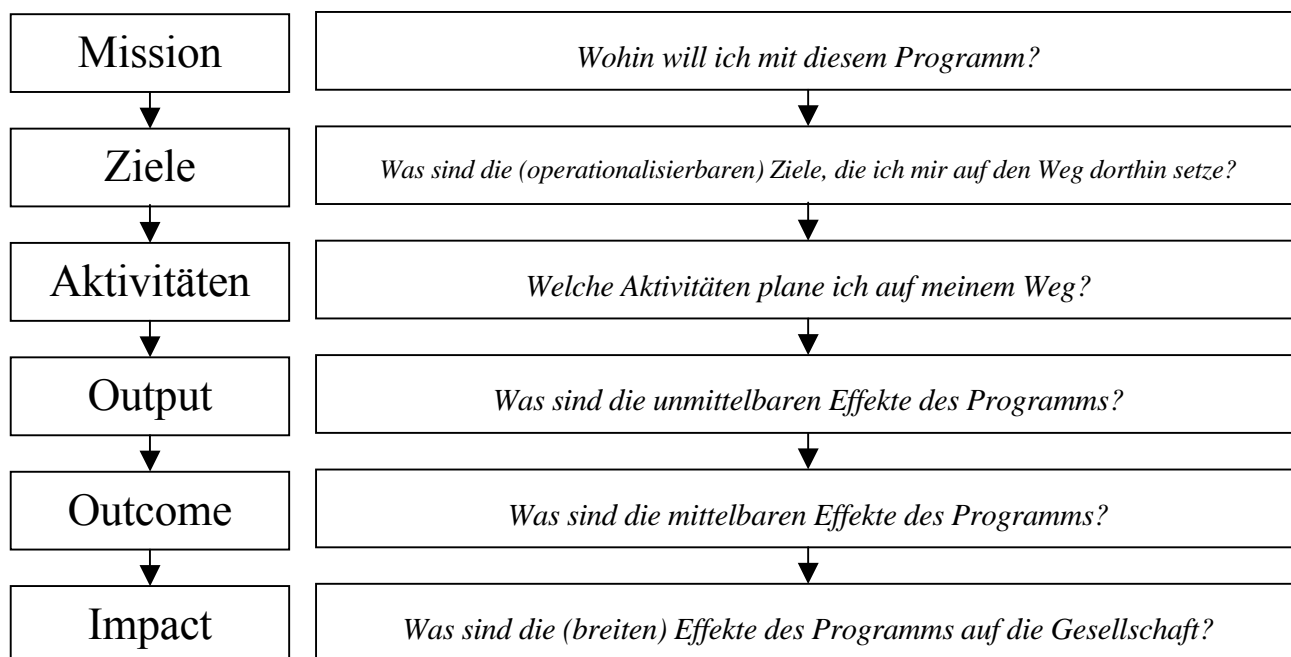 Mission
Wohin will ich mit diesem Programm?
Ziele
Was sind die (operationalisierbaren) Ziele, die ich mir auf den Weg dorthin setze?
Aktivitäten
Welche Aktivitäten plane ich auf meinem Weg?
Output
Was sind die unmittelbaren Effekte des Programms?
Outcome
Was sind die mittelbaren Effekte des Programms?
Impact
Was sind die (breiten) Effekte des Programms auf die Gesellschaft?